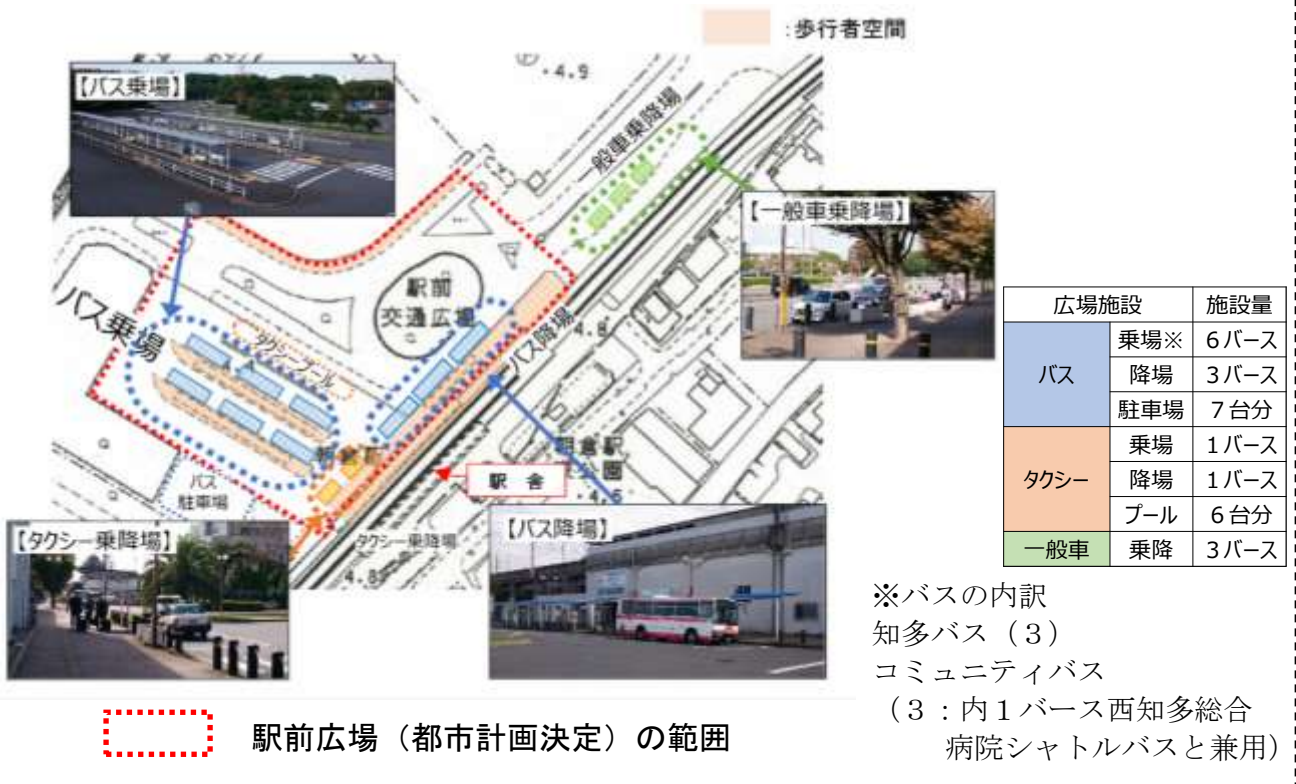 :歩行者空間
【バス乗場】
4.9
一般車乗降場
【一般車乗降場】
駅前
交通広場
バス乗場
タクシープール
バス降場
4.8
バス
駐車場
駅 舎
4.6
【タクシー乗降場】
タクシー乗降場
4.8
【バス降場】
駅前広場(都市計画決定)の範囲
広場施設 施設量
バス 乗場※ 6バース
降場 3バース
駐車場 7台分
タクシー 乗場 1バース
降場 1バース
プール 6台分
一般車 乗降 3バース
※バスの内訳
知多バス(3)
コミュニティバス
(3:内1バース西知多総合
病院シャトルバスと兼用)